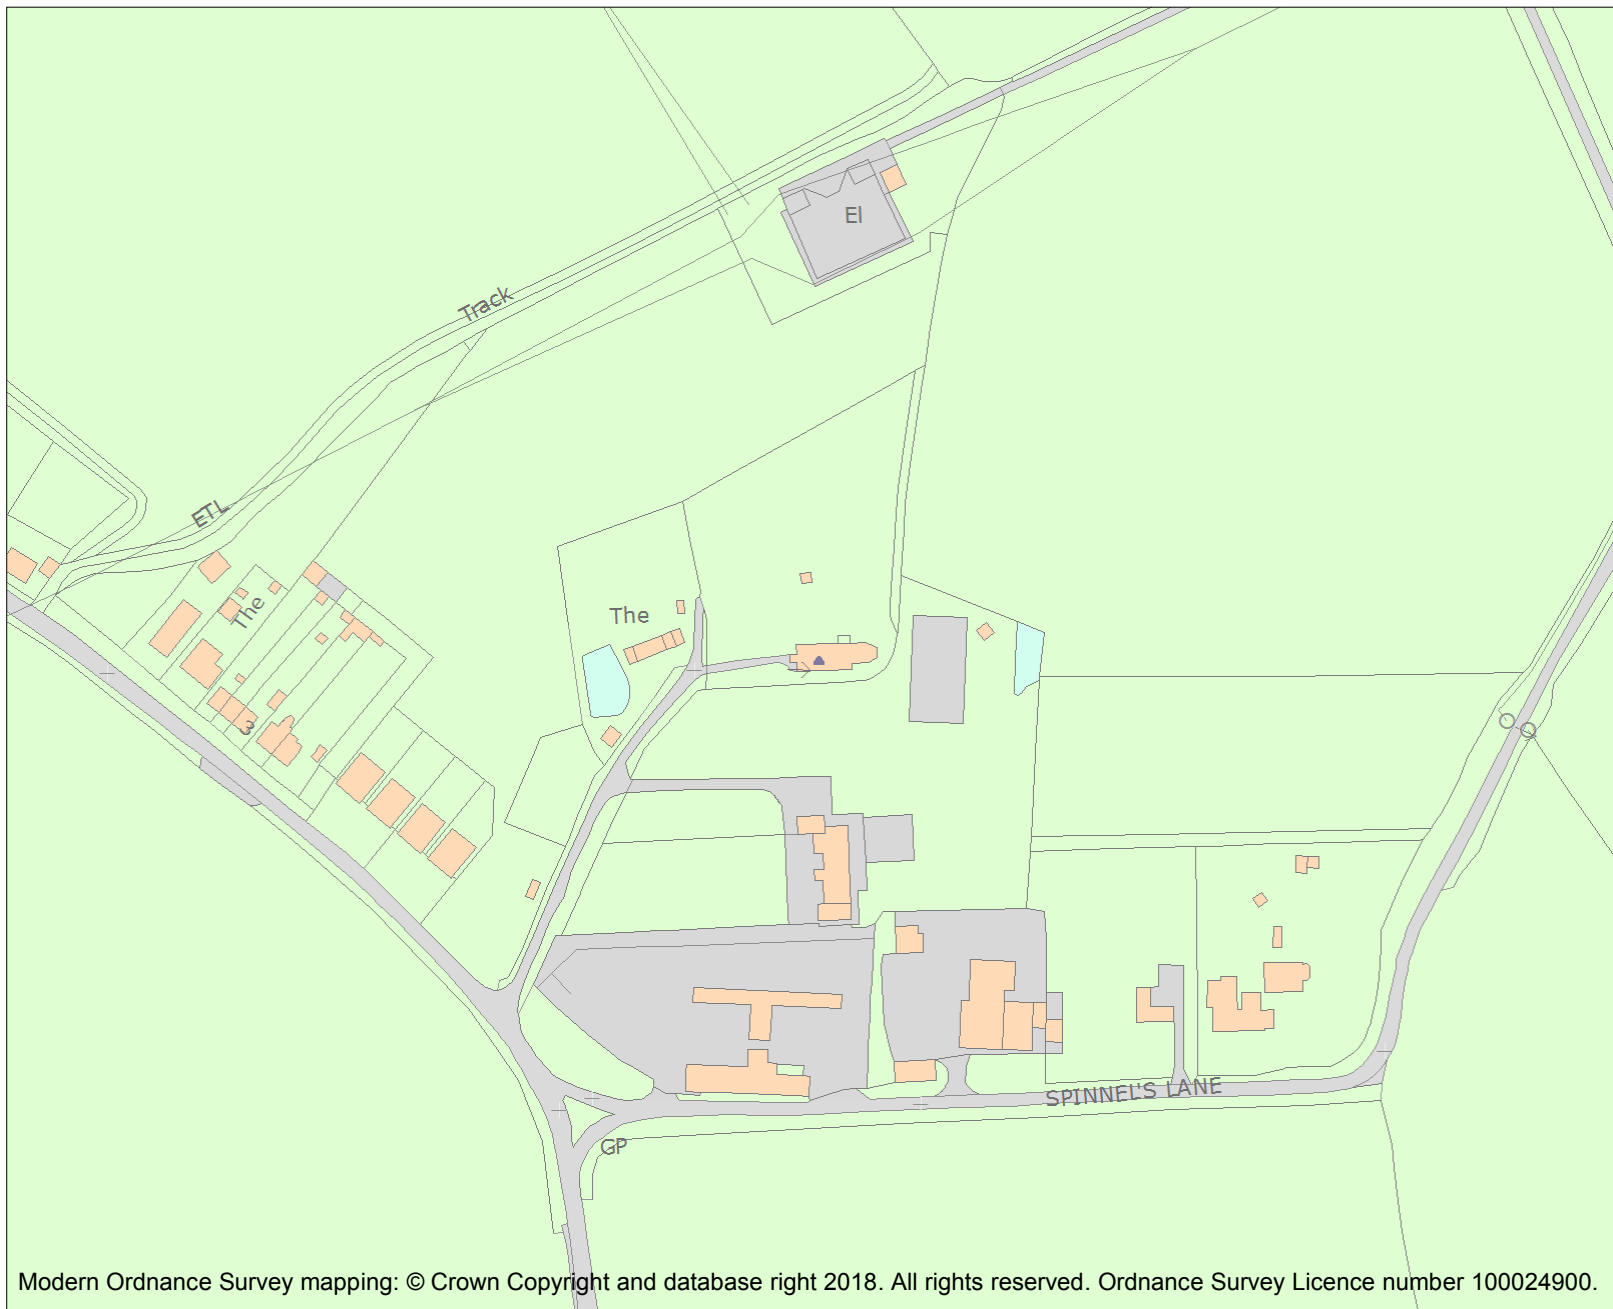 El
Track
ETL
The
The
3
SPINNEL'S LANE
GP
Modern Ordnance Survey mapping: © Crown Copyright and database right 2018. All rights reserved. Ordnance Survey Licence number 100024900.